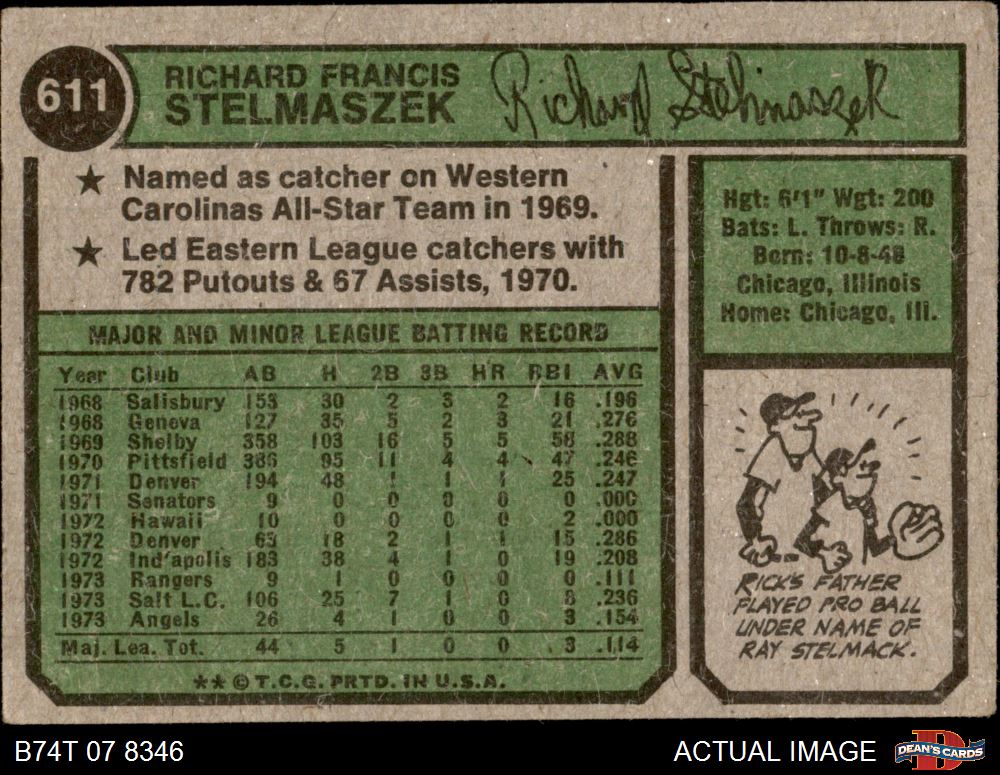 611
RICHARD FRANCIS
STELMASZEK
Richard Stelmaszek
★ Named as catcher on Western
Carolinas All-Star Team in 1969.
★ Led Eastern League catchers with
782 Putouts & 67 Assists, 1970.
Hgt: 6'1" Wgt: 200
Bats: L. Throws: R.
Born: 10-8-48
Chicago, Illinois
Home: Chicago, Ill.
MAJOR AND MINOR LEAGUE BATTING RECORD
Year Club AB H 2B 3B HR RBI AVG
1968 Salisbury 153 30 2 3 2 16 .196
1968 Geneva 127 35 5 2 3 21 .276
1969 Shelby 358 103 16 5 5 58 .288
1970 Pittsfield 386 95 11 4 4 47 .246
1971 Denver 194 48 1 1 1 25 .247
1971 Senators 9 0 0 0 0 0 .000
1972 Hawaii 10 0 0 0 0 2 .000
1972 Denver 63 18 2 1 1 15 .286
1972 Ind'apolis 183 38 4 1 0 19 .208
1973 Rangers 9 1 0 0 0 0 .111
1973 Salt L.C. 106 25 7 1 0 8 .236
1973 Angels 26 4 1 0 0 3 .154
Maj. Lea. Tot. 44 5 1 0 0 3 .114
** © T.C.G. PRTD. IN U.S.A.
RICK'S FATHER
PLAYED PRO BALL
UNDER NAME OF
RAY STELMACK.
B74T 07 8346
ACTUAL IMAGE
DEAN'S CARDS